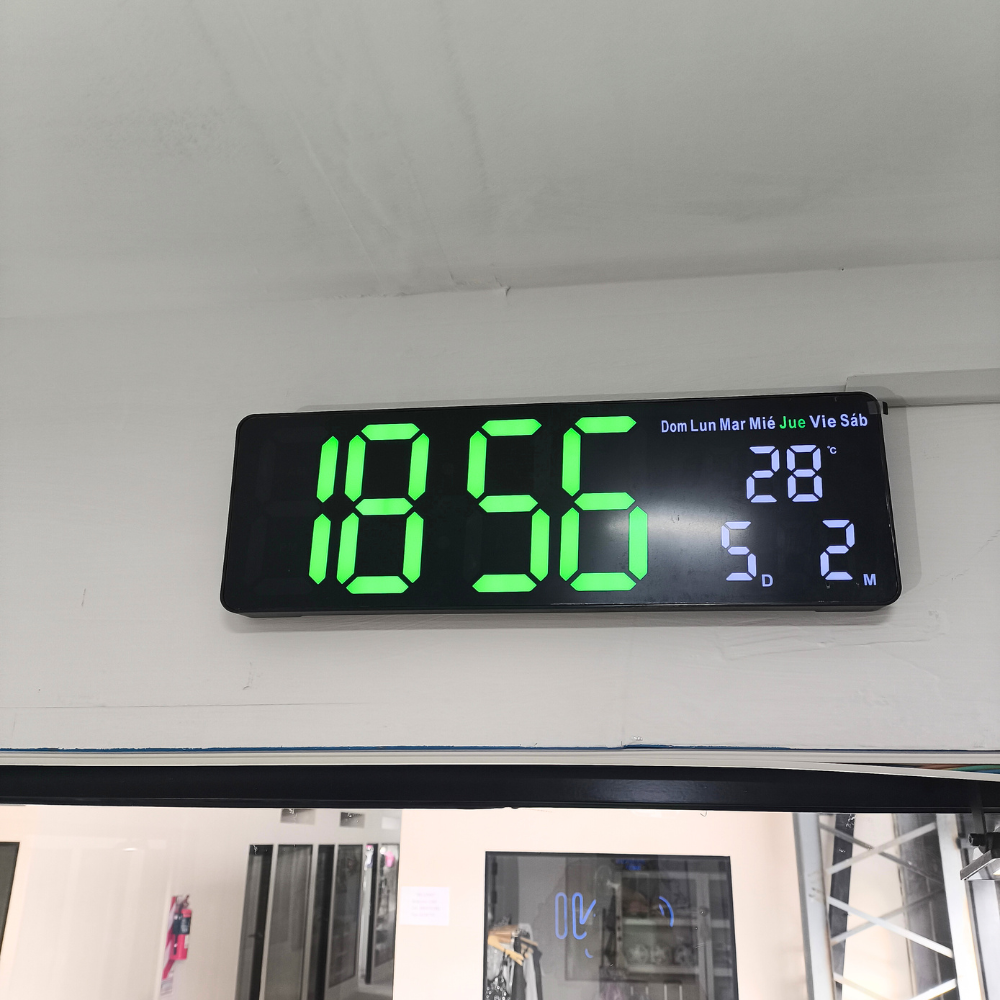 18 56
Dom Lun Mar Mié Jue Vie Sáb
28 °C
5 D 2 M